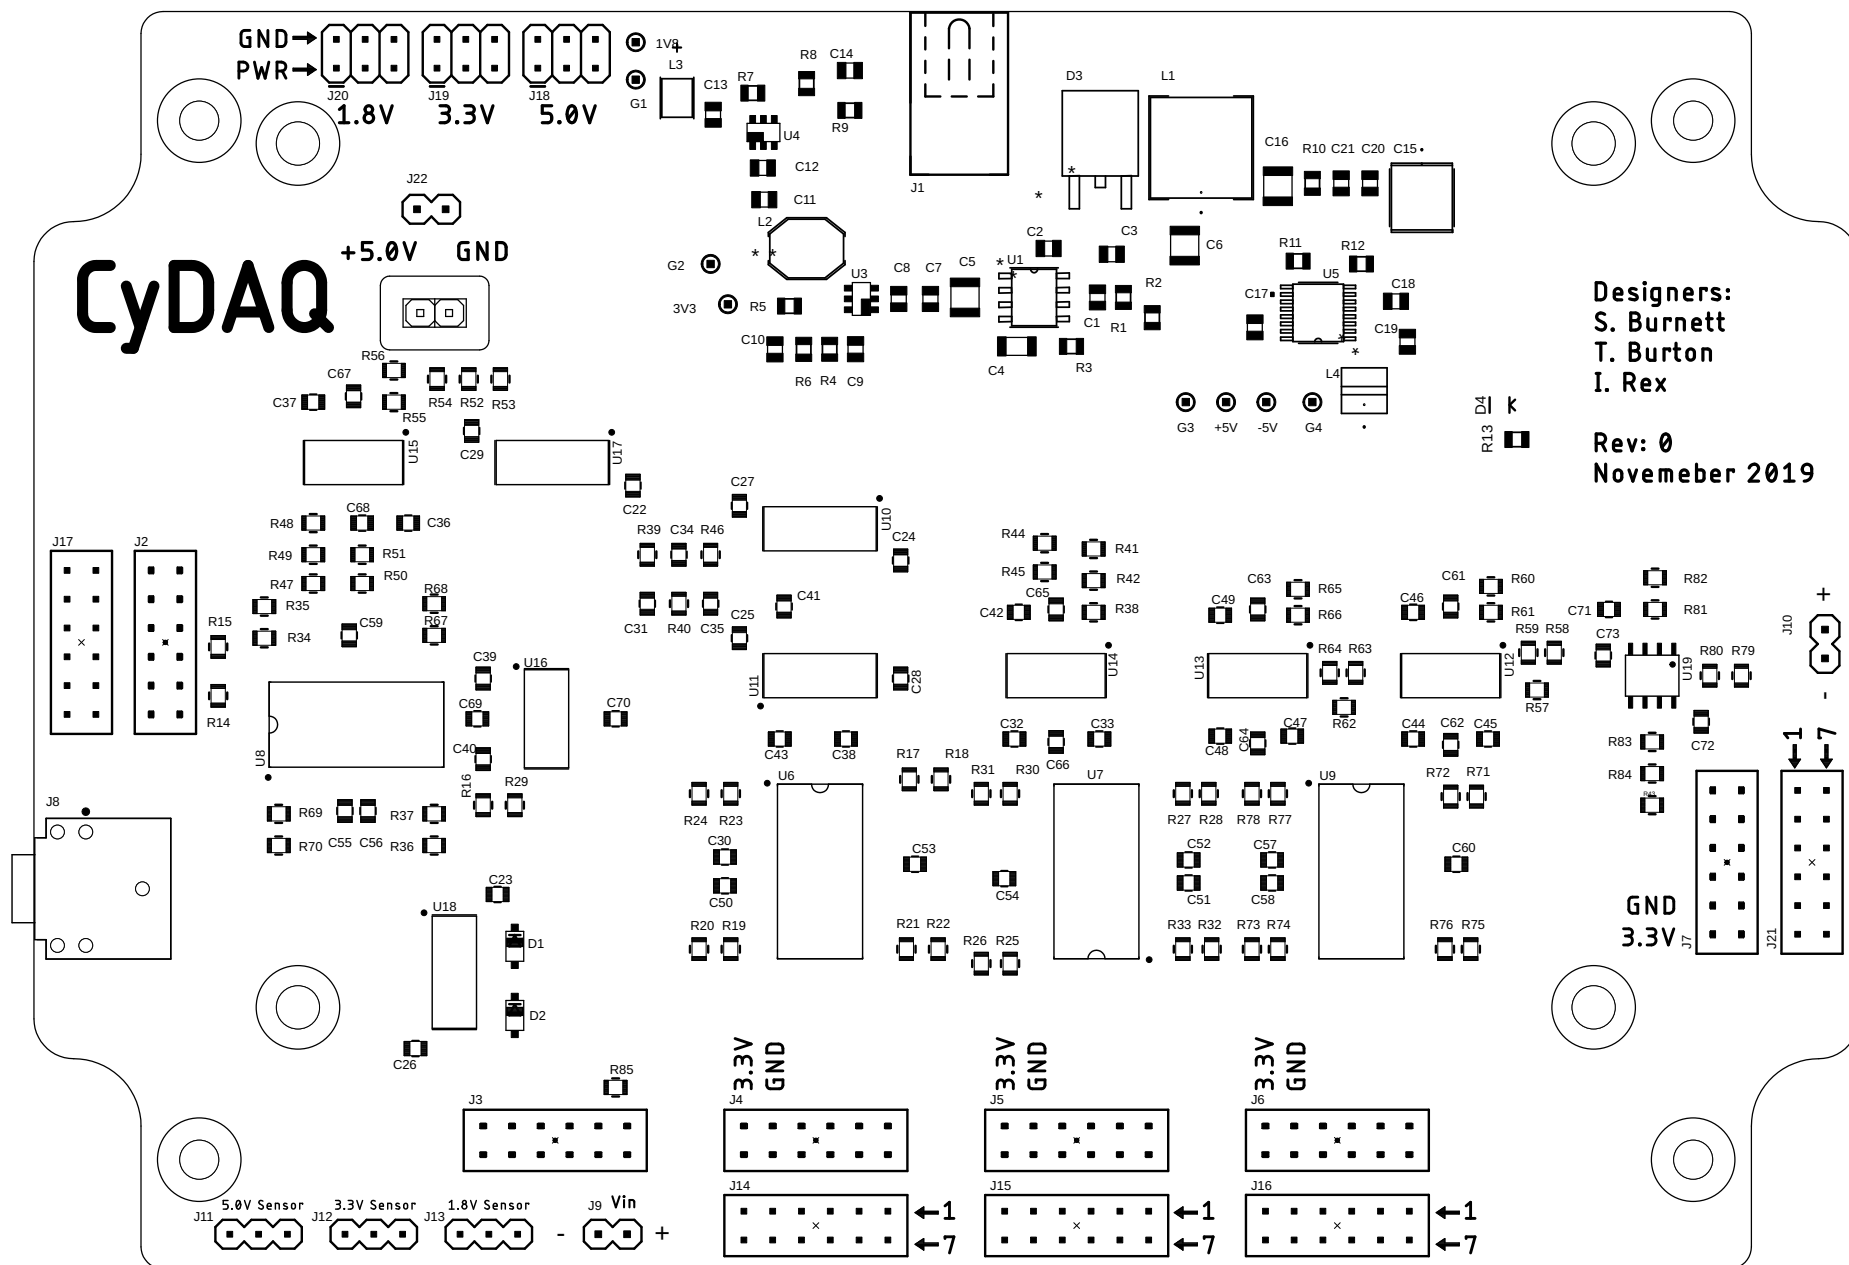 GND
PWR
J20
J19
J18
1.8V
3.3V
5.0V
1V8
+
L3
G1
C13
R7
R8
C14
R9
U4
C12
C11
L2
J1
D3
L1
C16
R10
C21
C20
C15
*
*
J22
+5.0V
GND
CyDAQ
G2
3V3
*
*
R5
U3
C8
C7
C5
*
U1
*
C2
C3
C6
R2
C1
R1
R11
R12
U5
C17
C18
C19
*
*
C10
R6
R4
C9
C4
R3
L4
G3
+5V
-5V
G4
D4
K
R13
Designers:
S. Burnett
T. Burton
I. Rex
Rev: 0
Novemeber 2019
R56
C67
C37
R55
R54
R52
R53
C29
U15
U17
C22
C27
U10
C24
R48
C68
C36
R49
R51
R47
R50
R39
C34
R46
R44
R41
R45
R42
C65
C42
R38
C63
R65
C49
R66
C61
R60
C46
R61
C71
R82
R81
J17
J2
R15
R35
R34
R14
C59
R68
R67
C31
R40
C35
C41
C25
C39
U16
C69
C40
C70
U11
C28
U14
U13
R64
R63
R62
U12
R59
R58
R57
C73
U19
R80
R79
C72
J10
+
-
1
7
U8
C43
C38
C32
C33
C66
C48
C64
C47
C44
C62
C45
R83
R84
R43
J8
R69
R70
C55
C56
R37
R36
R16
R29
R24
R23
U6
R17
R18
R31
R30
U7
R27
R28
R78
R77
U9
R72
R71
C30
C50
C53
C54
C52
C51
C57
C58
C60
C23
U18
D1
D2
C26
R20
R19
R21
R22
R26
R25
R33
R32
R73
R74
R76
R75
GND
3.3V
J7
J21
R85
3.3V
GND
3.3V
GND
3.3V
GND
J3
J4
J5
J6
J14
J15
J16
1
7
1
7
1
7
J11
5.0V Sensor
J12
3.3V Sensor
J13
1.8V Sensor
J9
Vin
-
+